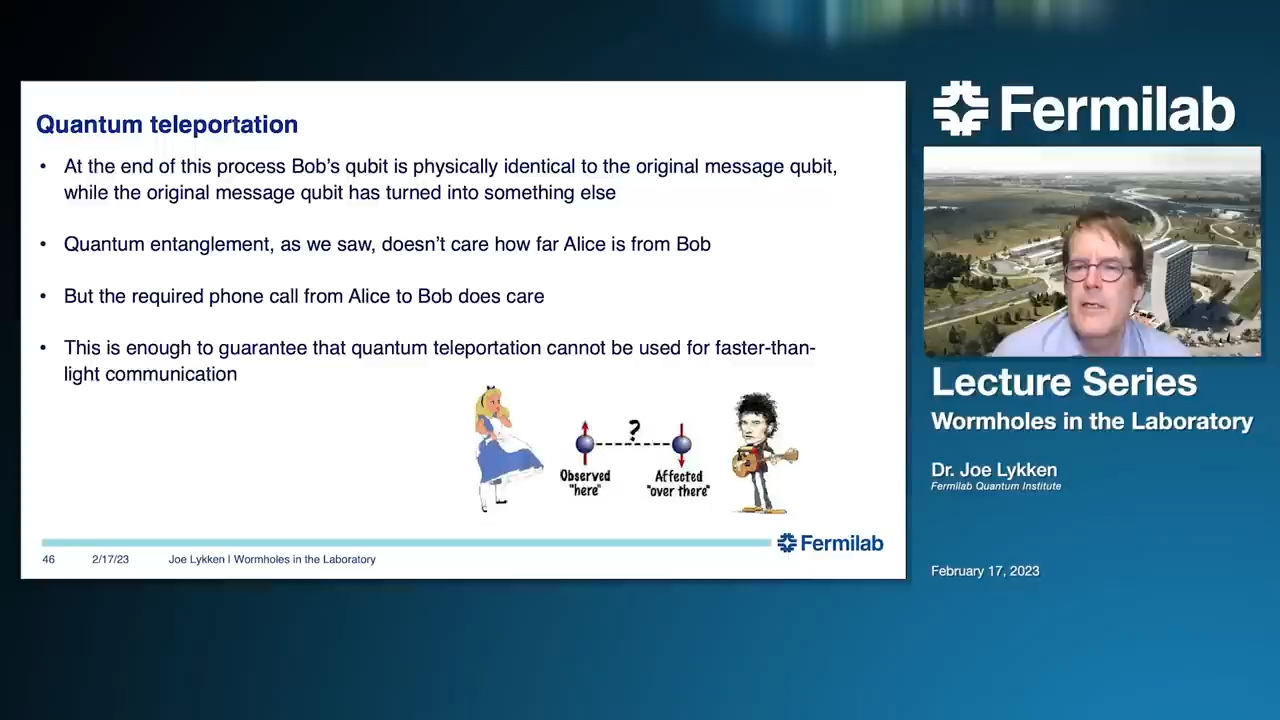 Quantum teleportation
• At the end of this process Bob's qubit is physically identical to the original message qubit,
while the original message qubit has turned into something else
• Quantum entanglement, as we saw, doesn't care how far Alice is from Bob
• But the required phone call from Alice to Bob does care
• This is enough to guarantee that quantum teleportation cannot be used for faster-than-
light communication
?
Observed
"here"
Affected
"over there"
Fermilab
46 2/17/23 Joe Lykken | Wormholes in the Laboratory
Fermilab
Lecture Series
Wormholes in the Laboratory
Dr. Joe Lykken
Fermilab Quantum Institute
February 17, 2023